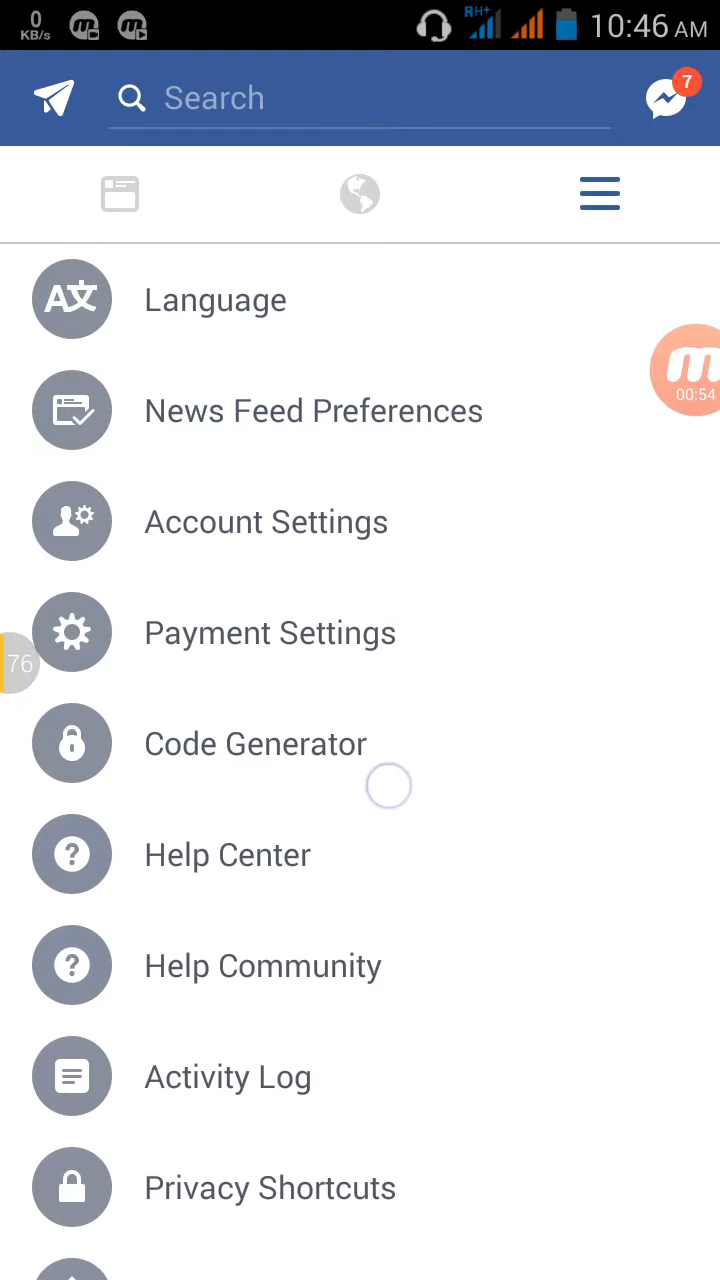 0
KB/s
RH+
10:46 AM
Search
7
Language
News Feed Preferences
m
00:54
Account Settings
Payment Settings
76
Code Generator
Help Center
Help Community
Activity Log
Privacy Shortcuts